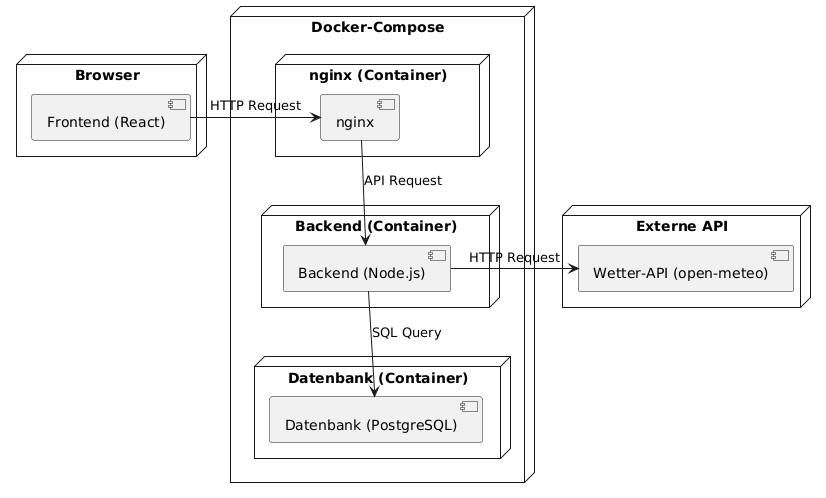 Docker-Compose
Browser
nginx (Container)
Frontend (React)
HTTP Request
nginx
API Request
Backend (Container)
Externe API
Backend (Node.js)
HTTP Request
Wetter-API (open-meteo)
SQL Query
Datenbank (Container)
Datenbank (PostgreSQL)